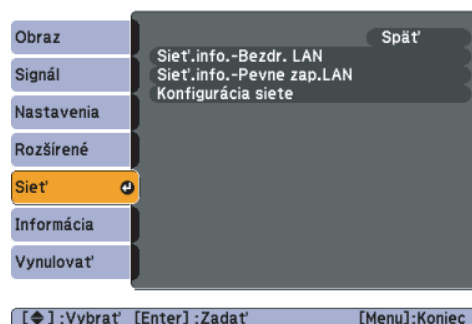 Obraz
Signál
Nastavenia
Rozšírené
Sieť
Informácia
Vynulovať
Späť
Sieť.info.-Bezdr. LAN
Sieť.info.-Pevne zap.LAN
Konfigurácia siete
[◆]:Vybrať [Enter]:Zadať [Menu]:Koniec